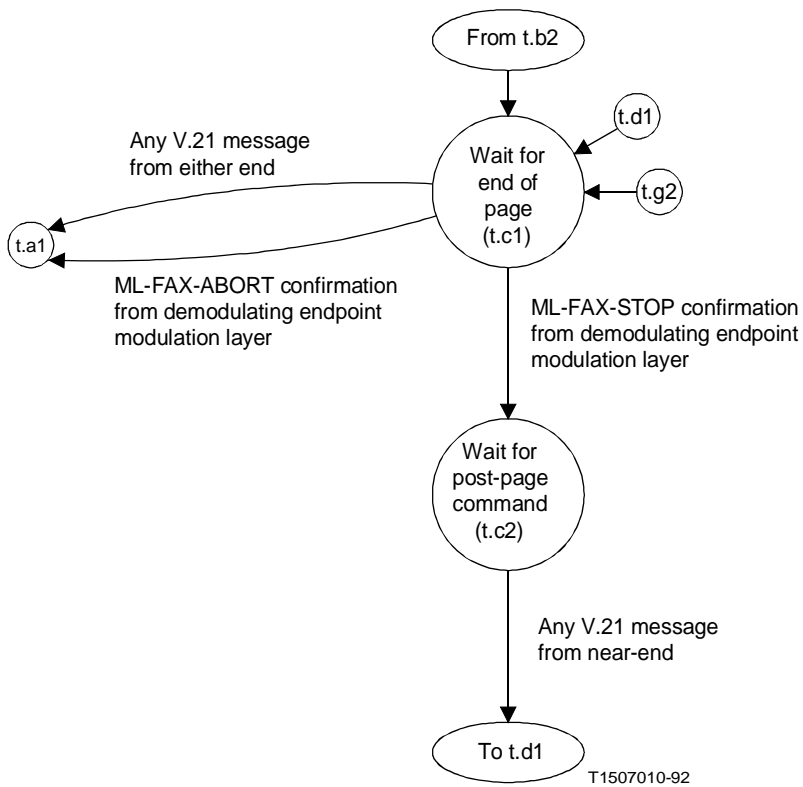 From t.b2
t.d1
Any V.21 message
from either end
Wait for
end of
page
(t.c1)
t.g2
t.a1
ML-FAX-ABORT confirmation
from demodulating endpoint
modulation layer
ML-FAX-STOP confirmation
from demodulating endpoint
modulation layer
Wait for
post-page
command
(t.c2)
Any V.21 message
from near-end
To t.d1
T1507010-92